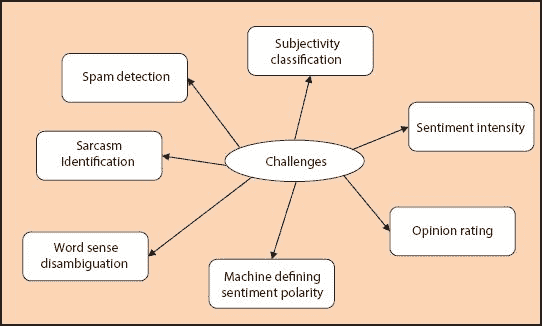 Subjectivity
classification
Spam detection
Sentiment intensity
Sarcasm
Identification
Challenges
Opinion rating
Word sense
disambiguation
Machine defining
sentiment polarity